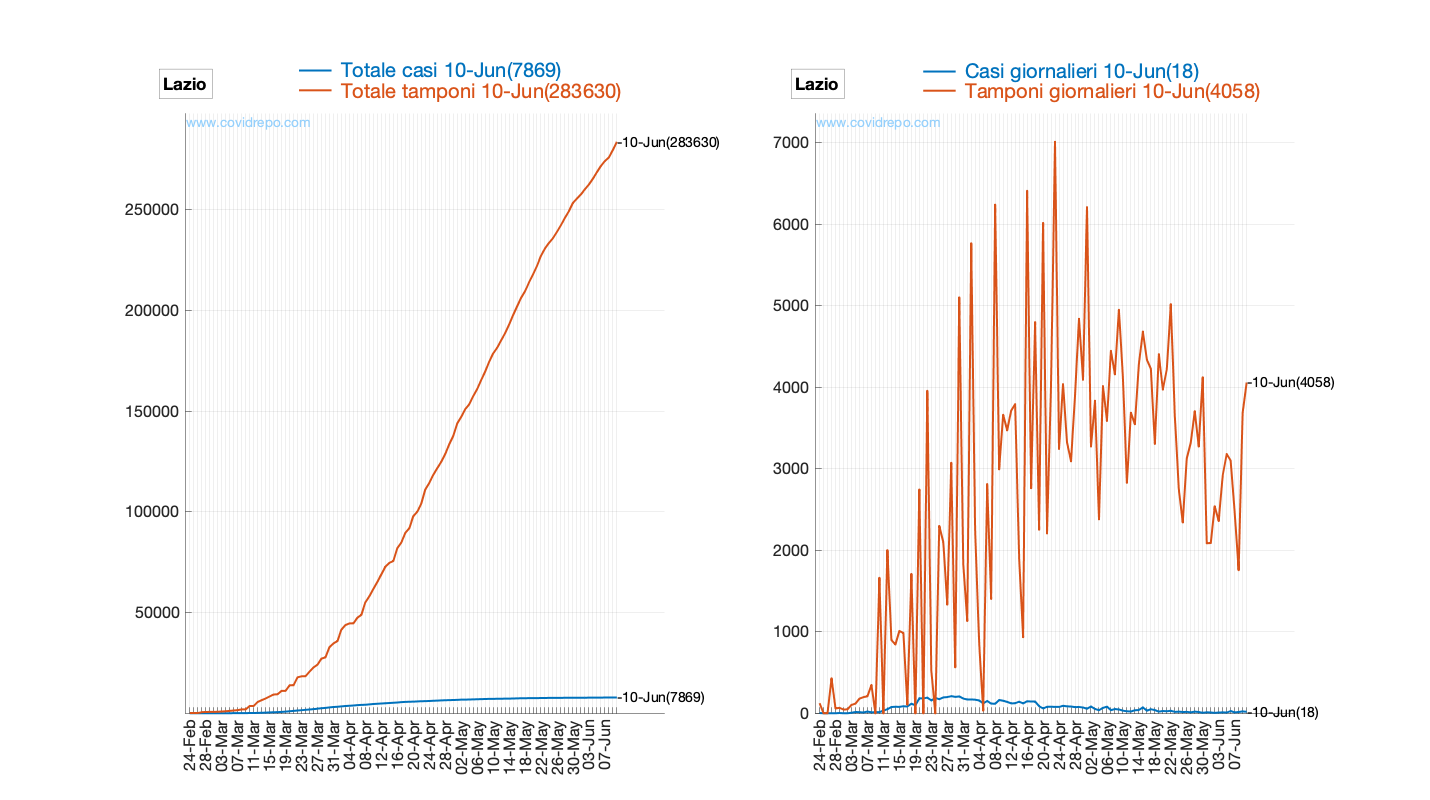 Lazio
Totale casi 10-Jun(7869)
Totale tamponi 10-Jun(283630)
www.covidrepo.com
10-Jun(283630)
250000
200000
150000
100000
50000
10-Jun(7869)
24-Feb
28-Feb
03-Mar
07-Mar
11-Mar
15-Mar
19-Mar
23-Mar
27-Mar
31-Mar
04-Apr
08-Apr
12-Apr
16-Apr
20-Apr
24-Apr
28-Apr
02-May
06-May
10-May
14-May
18-May
22-May
26-May
30-May
03-Jun
07-Jun
Lazio
Casi giornalieri 10-Jun(18)
Tamponi giornalieri 10-Jun(4058)
www.covidrepo.com
7000
6000
5000
4000
10-Jun(4058)
3000
2000
1000
0
10-Jun(18)
24-Feb
28-Feb
03-Mar
07-Mar
11-Mar
15-Mar
19-Mar
23-Mar
27-Mar
31-Mar
04-Apr
08-Apr
12-Apr
16-Apr
20-Apr
24-Apr
28-Apr
02-May
06-May
10-May
14-May
18-May
22-May
26-May
30-May
03-Jun
07-Jun